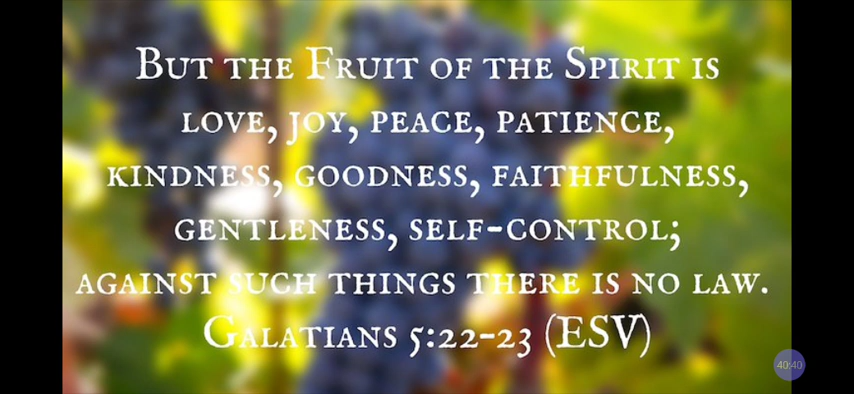 But the Fruit of the Spirit is
love, joy, peace, patience,
kindness, goodness, faithfulness,
gentleness, self-control;
against such things there is no law.
Galatians 5:22-23 (ESV)
40:40